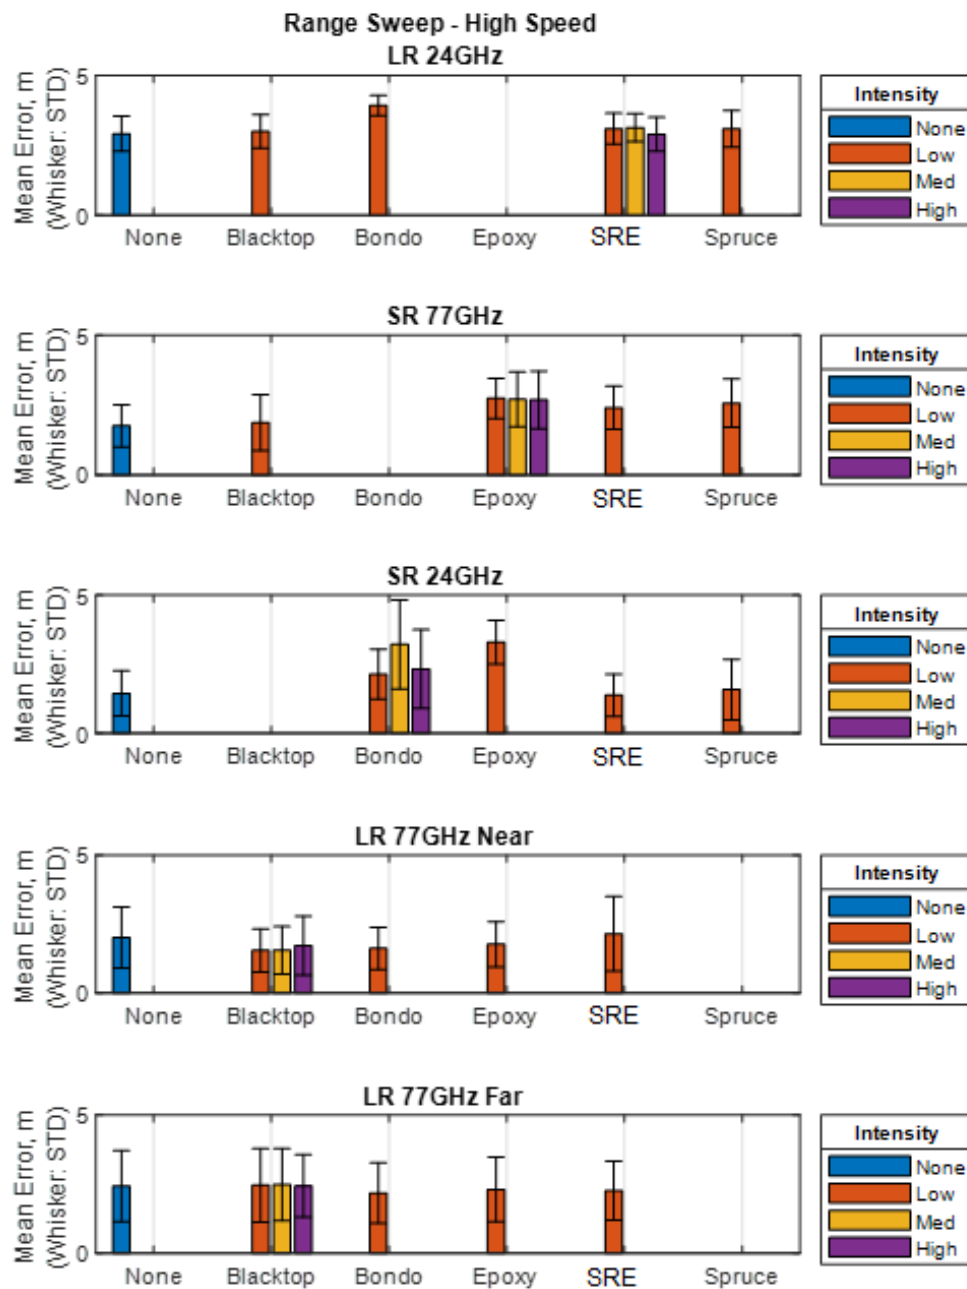 Range Sweep - High Speed
LR 24GHz
Mean Error, m
(Whisker: STD)
5
0
None Blacktop Bondo Epoxy SRE Spruce
Intensity
None
Low
Med
High
SR 77GHz
Mean Error, m
(Whisker: STD)
5
0
None Blacktop Bondo Epoxy SRE Spruce
Intensity
None
Low
Med
High
SR 24GHz
Mean Error, m
(Whisker: STD)
5
0
None Blacktop Bondo Epoxy SRE Spruce
Intensity
None
Low
Med
High
LR 77GHz Near
Mean Error, m
(Whisker: STD)
5
0
None Blacktop Bondo Epoxy SRE Spruce
Intensity
None
Low
Med
High
LR 77GHz Far
Mean Error, m
(Whisker: STD)
5
0
None Blacktop Bondo Epoxy SRE Spruce
Intensity
None
Low
Med
High